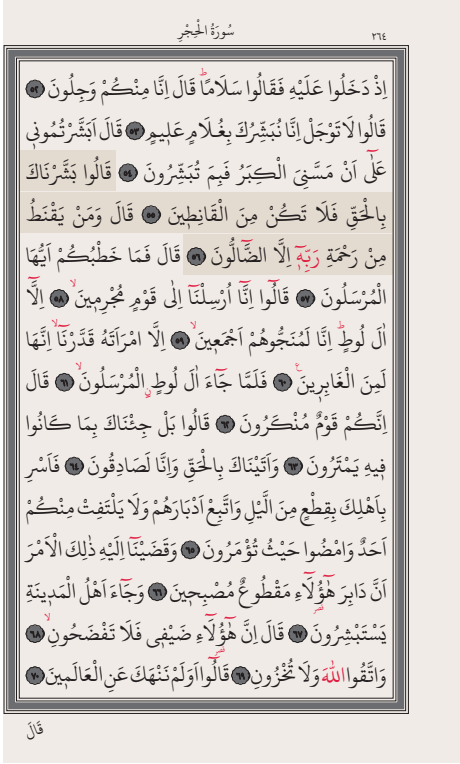 سُورَةُ الْحِجْرِ
٢٦٤
اِذْ دَخَلُوا عَلَيْهِ فَقَالُوا سَلَامًاۜ قَالَ اِنَّا مِنْكُمْ وَجِلُونَ ﴿٥٢﴾
قَالُوا لَا تَوْجَلْ اِنَّا نُبَشِّرُكَ بِغُلَامٍ عَلٖيمٍ ﴿٥٣﴾ قَالَ اَبَشَّرْتُمُونٖى
عَلٰٓى اَنْ مَسَّنِىَ الْكِبَرُ فَبِمَ تُبَشِّرُونَ ﴿٥٤﴾ قَالُوا بَشَّرْنَاكَ
بِالْحَقِّ فَلَا تَكُنْ مِنَ الْقَانِطٖينَ ﴿٥٥﴾ قَالَ وَمَنْ يَقْنَطُ
مِنْ رَحْمَةِ رَبِّهٖٓ اِلَّا الضَّٓالُّونَ ﴿٥٦﴾ قَالَ فَمَا خَطْبُكُمْ اَيُّهَا
الْمُرْسَلُونَ ﴿٥٧﴾ قَالُٓوا اِنَّٓا اُرْسِلْنَٓا اِلٰى قَوْمٍ مُجْرِمٖينَۙ ﴿٥٨﴾ اِلَّٓا
اٰلَ لُوطٍۜ اِنَّا لَمُنَجُّوهُمْ اَجْمَعٖينَۙ ﴿٥٩﴾ اِلَّا امْرَاَتَهُ قَدَّرْنَٓاۙ اِنَّهَا
لَمِنَ الْغَابِرٖينَࣖ ﴿٦٠﴾ فَلَمَّا جَٓاءَ اٰلَ لُوطٍۨ الْمُرْسَلُونَۙ ﴿٦١﴾ قَالَ
اِنَّكُمْ قَوْمٌ مُنْكَرُونَ ﴿٦٢﴾ قَالُوا بَلْ جِئْنَاكَ بِمَا كَانُوا
فٖيهِ يَمْتَرُونَ ﴿٦٣﴾ وَاَتَيْنَاكَ بِالْحَقِّ وَاِنَّا لَصَادِقُونَ ﴿٦٤﴾ فَاَسْرِ
بِاَهْلِكَ بِقِطْعٍ مِنَ الَّيْلِ وَاتَّبِعْ اَدْبَارَهُمْ وَلَا يَلْتَفِتْ مِنْكُمْ
اَحَدٌ وَامْضُوا حَيْثُ تُؤْمَرُونَ ﴿٦٥﴾ وَقَضَيْنَٓا اِلَيْهِ ذٰلِكَ الْاَمْرَ
اَنَّ دَابِرَ هٰٓؤُ۬لَٓاءِ مَقْطُوعٌ مُصْبِحٖينَ ﴿٦٦﴾ وَجَٓاءَ اَهْلُ الْمَدٖينَةِ
يَسْتَبْشِرُونَ ﴿٦٧﴾ قَالَ اِنَّ هٰٓؤُ۬لَٓاءِ ضَيْفٖى فَلَا تَفْضَحُونِۙ ﴿٦٨﴾
وَاتَّقُوا اللّٰهَ وَلَا تُخْزُونِ ﴿٦٩﴾ قَالُٓوا اَوَلَمْ نَنْهَكَ عَنِ الْعَالَمٖينَ ﴿٧٠﴾
قَالَ